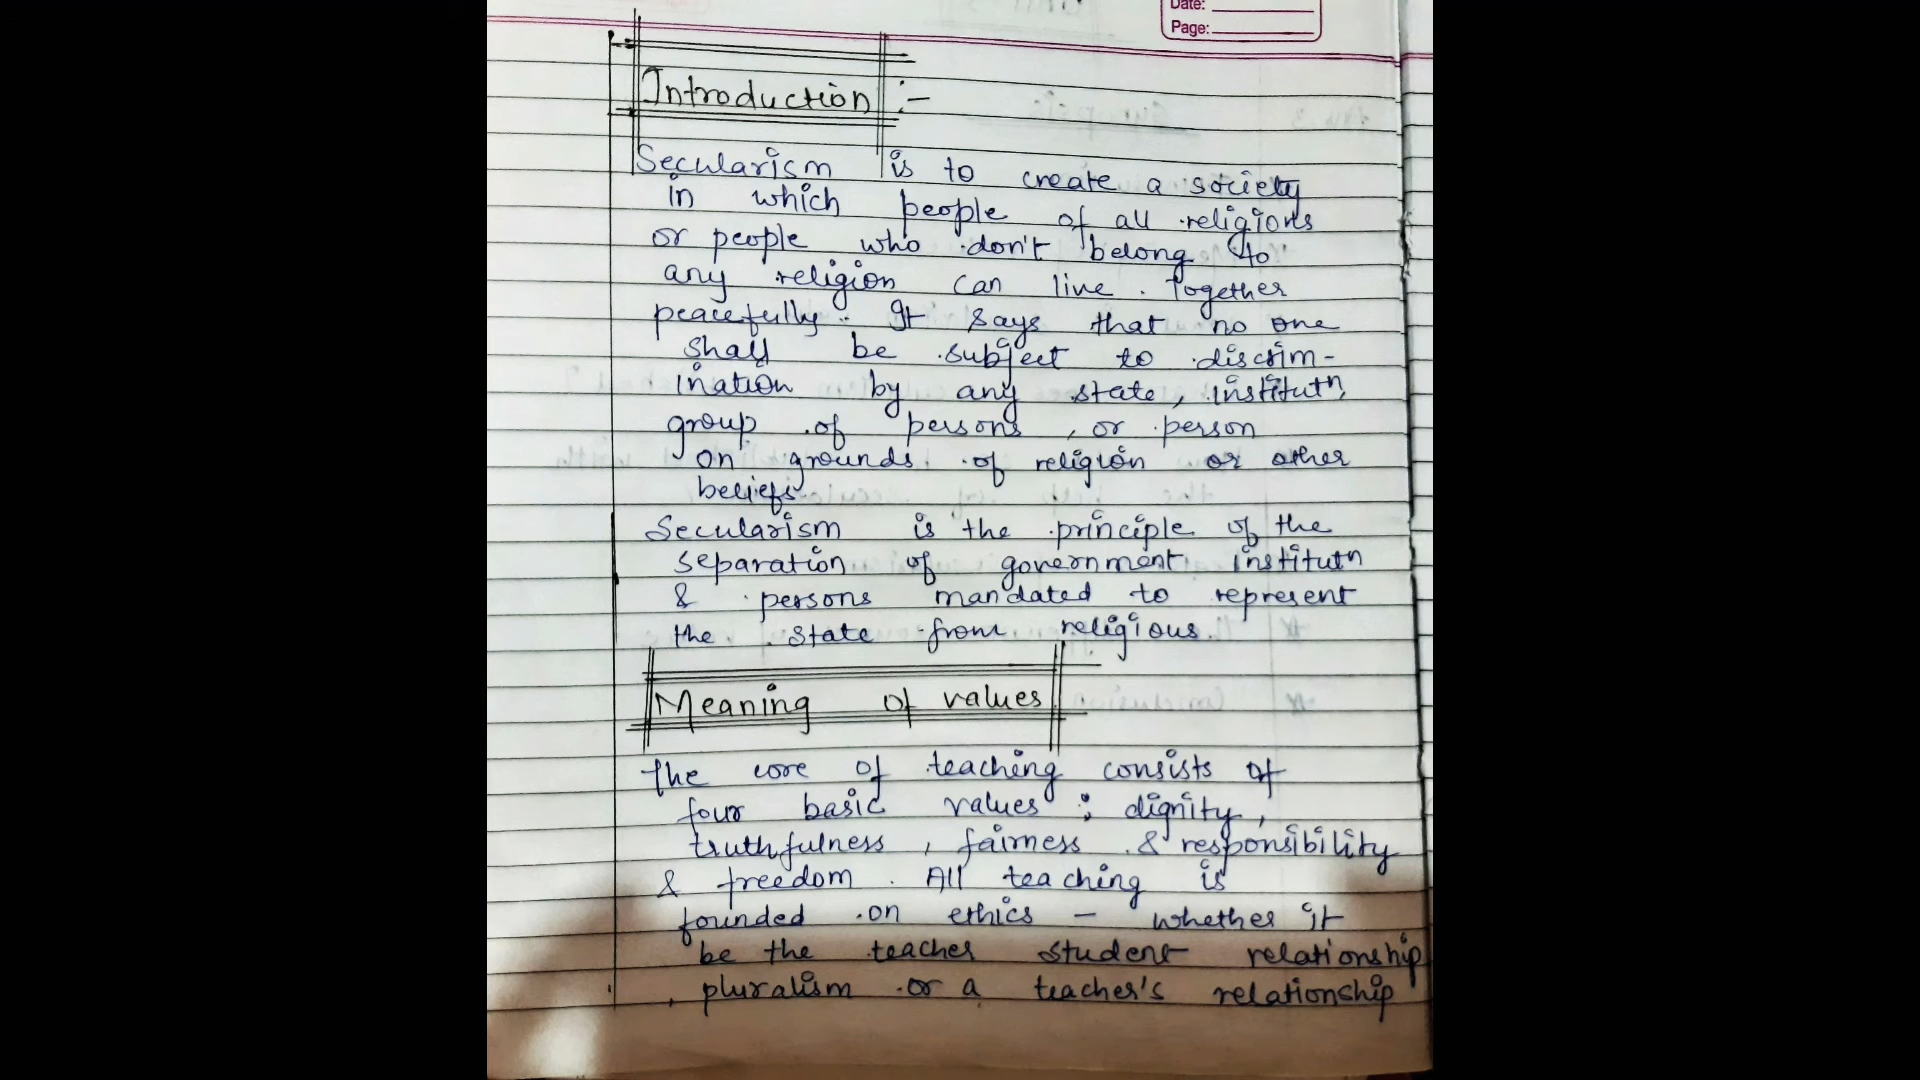 Date:
Page:
Introduction :-
Secularism is to create a society
in which people of all religions
or people who don't belong to
any religion can live together
peacefully. It says that no one
shall be subject to discrim-
ination by any state, institutn,
group of persons, or person
on grounds of religion or other
beliefs.
Secularism is the principle of the
separation of government institutn
& persons mandated to represent
the state from religious.
Meaning of values
The core of teaching consists of
four basic values ; dignity,
truthfulness, fairness & responsibility
& freedom. All teaching is
founded on ethics – whether it
be the teacher student relationship
, pluralism or a teacher's relationship